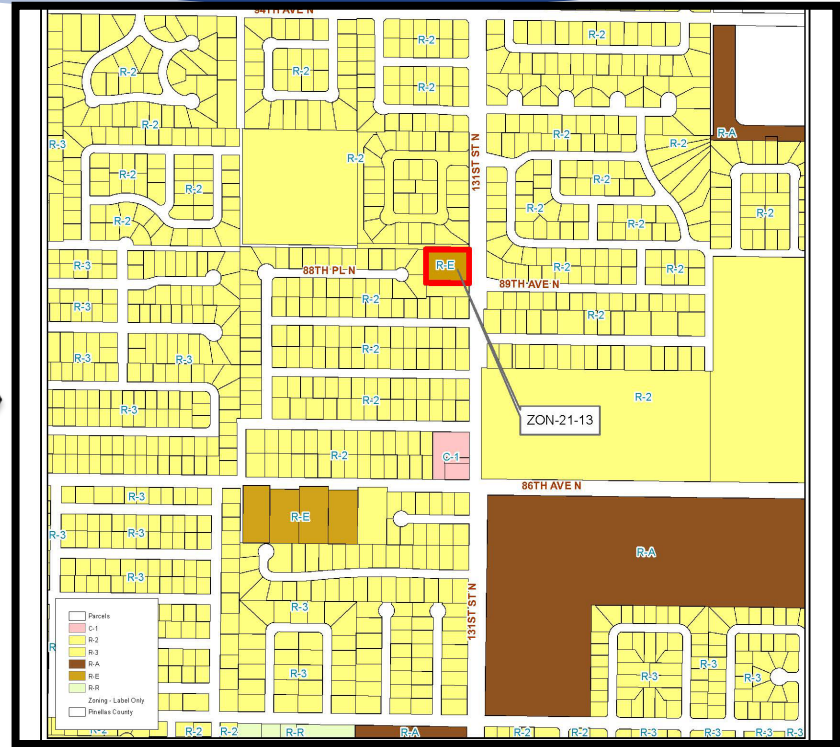 94TH AVE N
R-2
R-2
R-2
R-2
R-2
R-A
R-2
R-3
R-2
R-2
R-2
131ST ST N
R-2
R-2
R-2
R-2
R-2
R-2
R-2
R-3
R-E
R-2
R-2
88TH PL N
89TH AVE N
R-2
R-3
R-2
R-3
R-3
R-2
R-2
R-2
R-3
ZON-21-13
R-2
C-1
86TH AVE N
R-3
R-E
R-3
R-3
R-A
R-3
R-3
131ST ST N
R-3
R-3
R-3
R-3
Parcels
C-1
R-2
R-3
R-A
R-E
R-R
Zoning - Label Only
Pinellas County
R-2
R-2
R-R
R-A
R-2
R-2
R-3
R-3
R-3
R-3